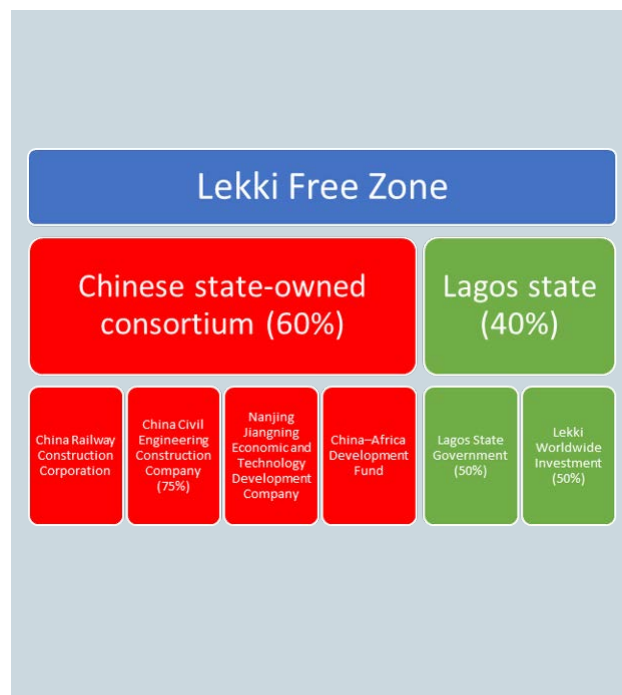 Lekki Free Zone
Chinese state-owned
consortium (60%)
Lagos state
(40%)
China Railway
Construction
Corporation
China Civil
Engineering
Construction
Company
(75%)
Nanjing
Jiangning
Economic and
Technology
Development
Company
China–Africa
Development
Fund
Lagos State
Government
(50%)
Lekki
Worldwide
Investment
(50%)